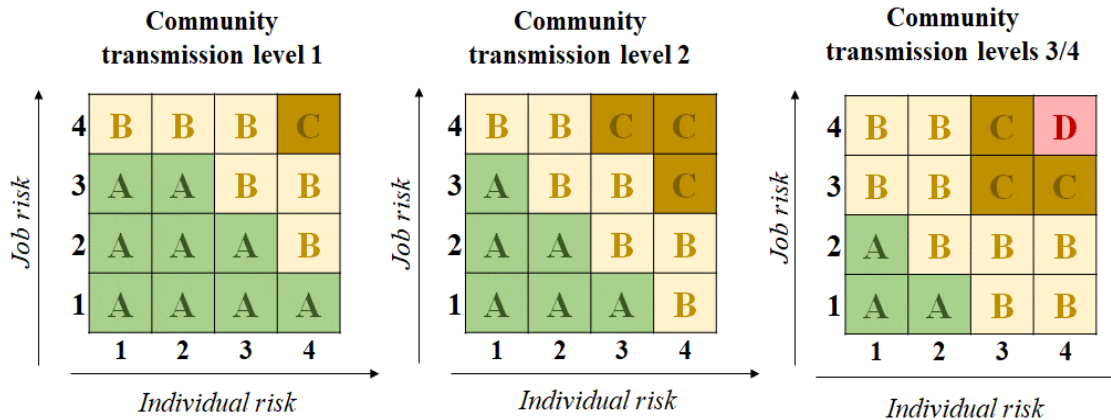 Community
transmission level 1
Community
transmission level 2
Community
transmission levels 3/4
Job risk
4 B B B C
3 A A B B
2 A A A B
1 A A A A
1 2 3 4
Individual risk
Job risk
4 B B C C
3 A B B C
2 A A B B
1 A A A B
1 2 3 4
Individual risk
Job risk
4 B B C D
3 B B C C
2 A B B B
1 A A B B
1 2 3 4
Individual risk